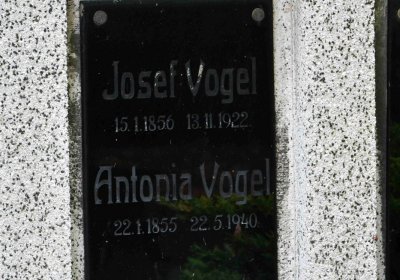 Josef Vogel
15.1.1856 13.11.1922.
Antonia Vogel
22.1.1855 22.5.1940.